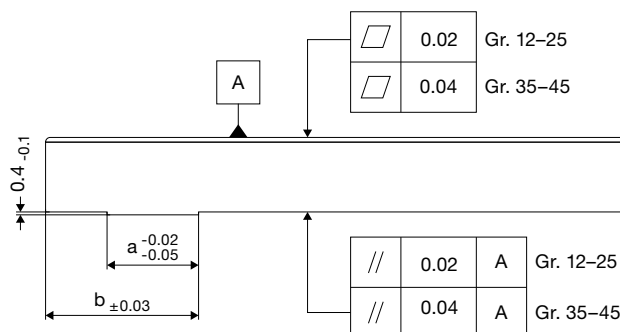 0.02 Gr. 12–25
0.04 Gr. 35–45
A
0.4 -0.1
a -0.02 -0.05
b ±0.03
// 0.02 A Gr. 12–25
// 0.04 A Gr. 35–45